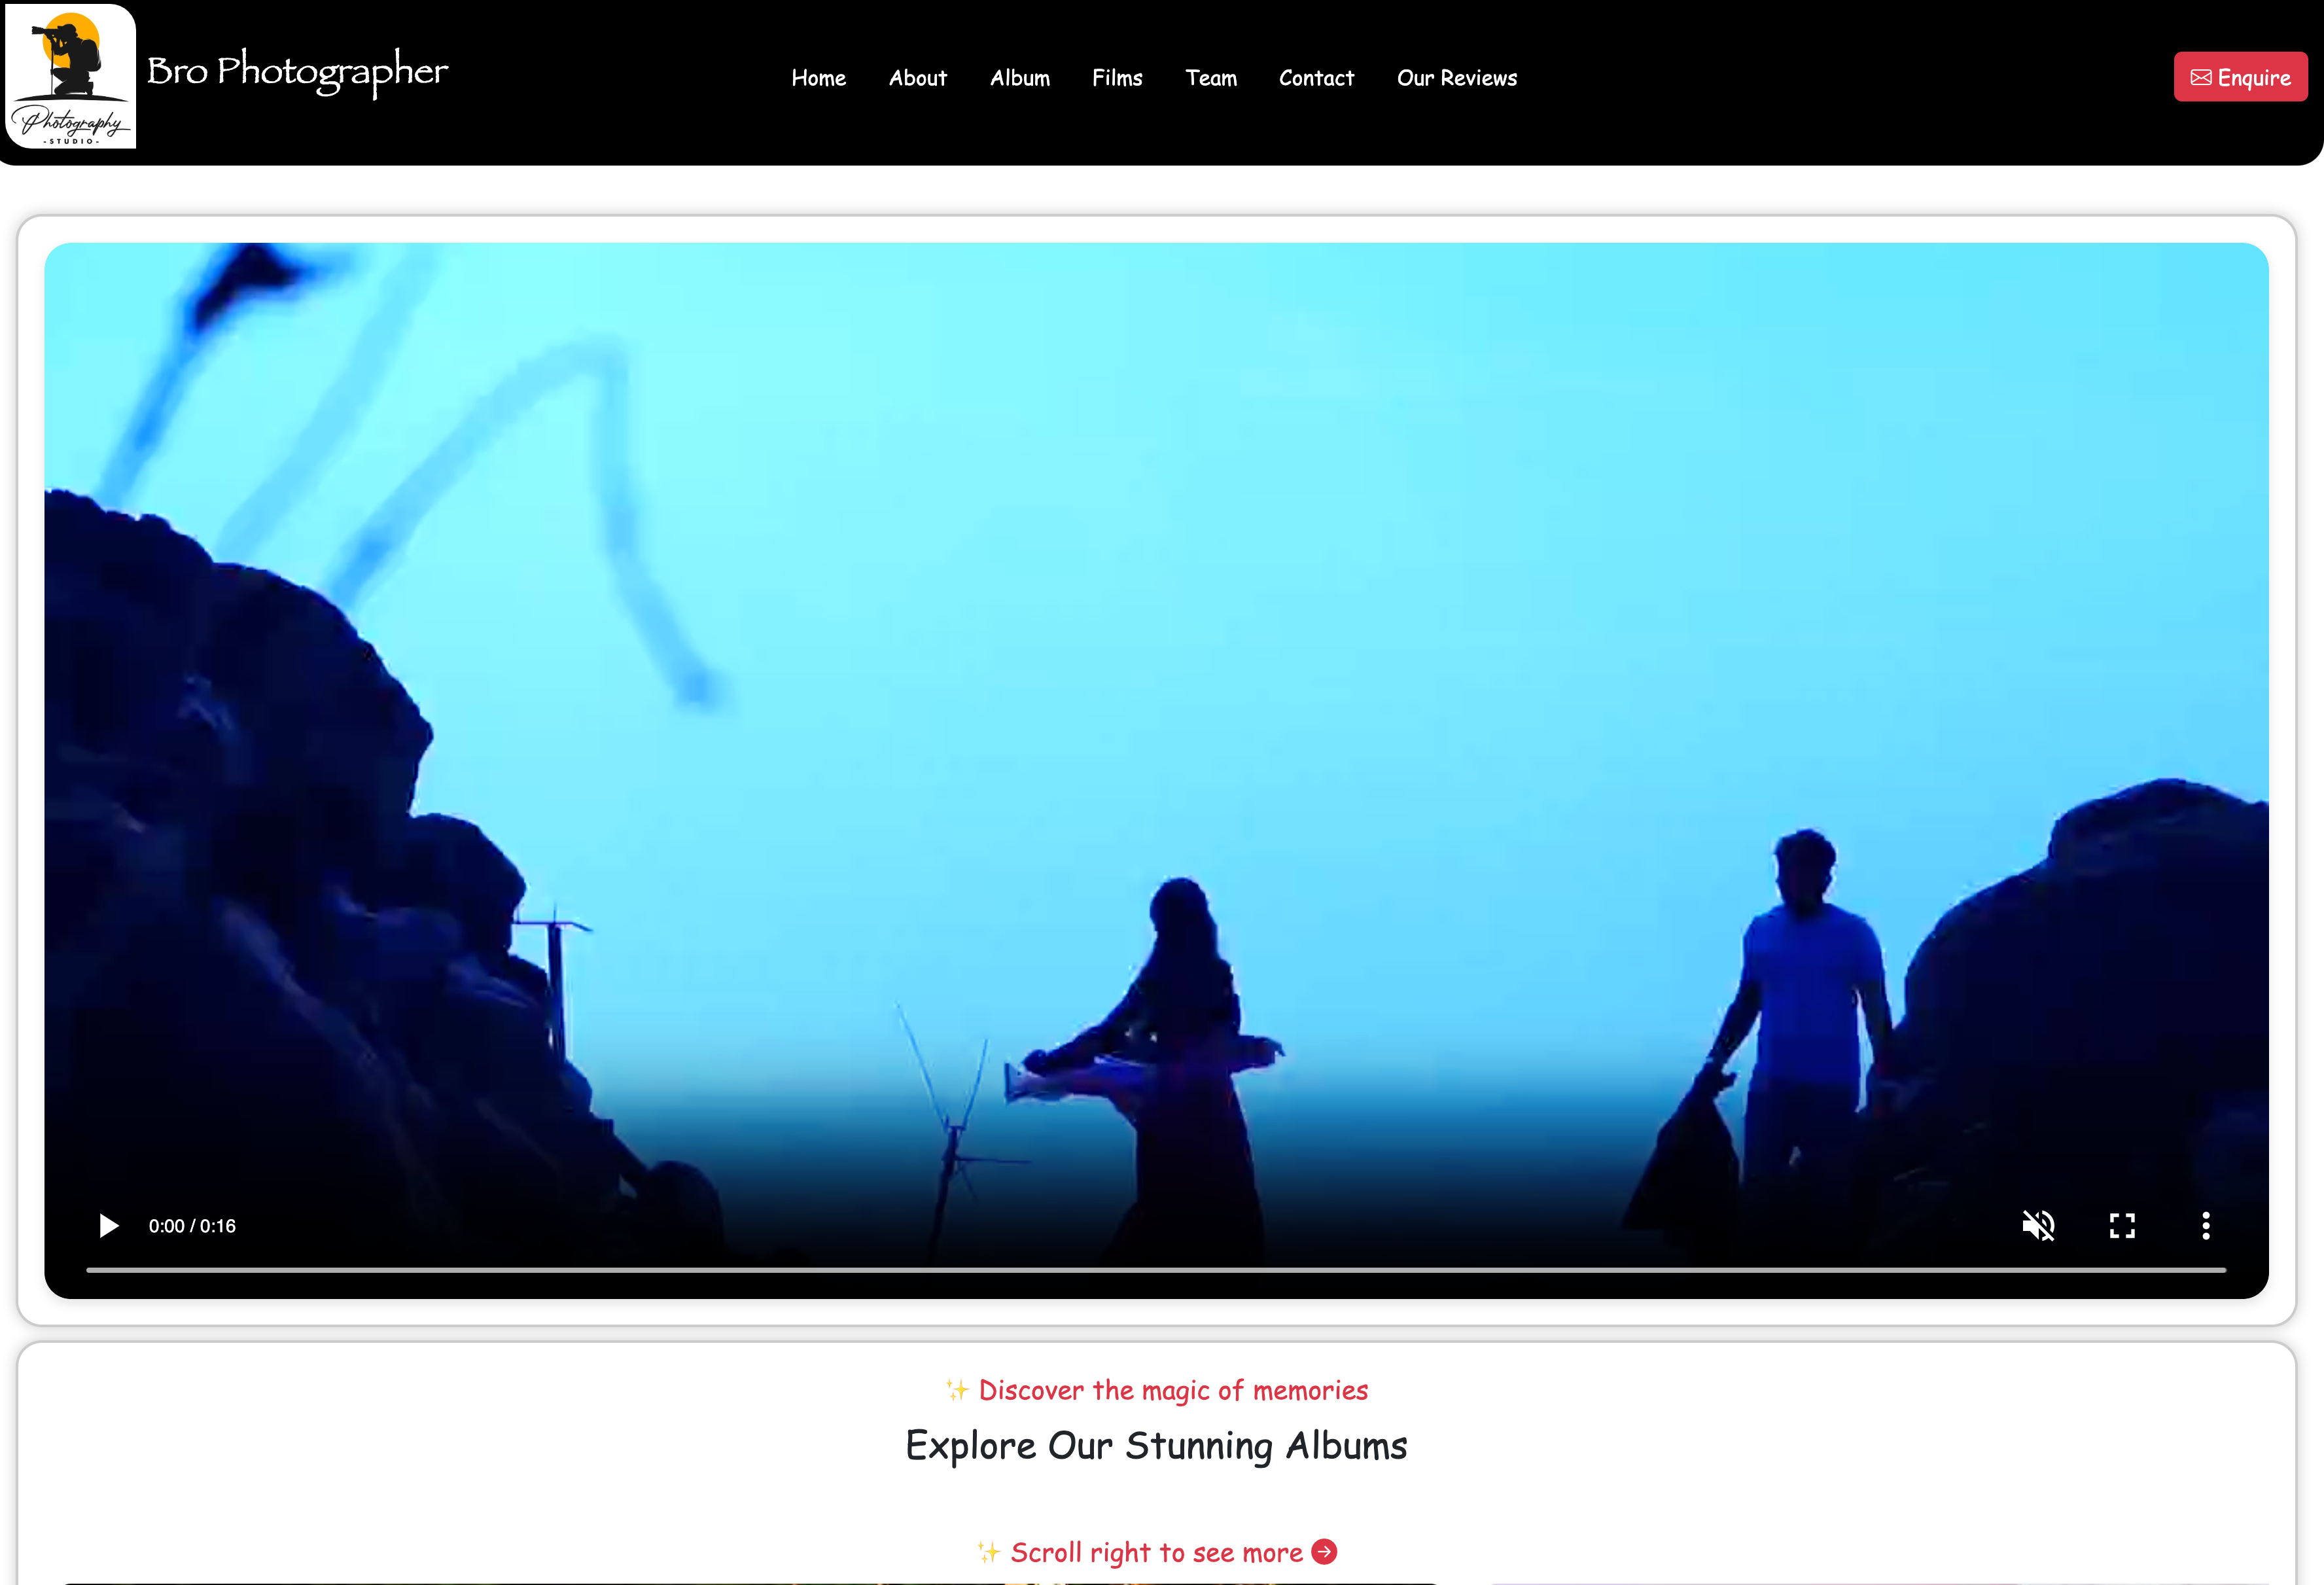 Photography
-STUDIO-
Bro Photographer
Home About Album Films Team Contact Our Reviews
Enquire
0:00 / 0:16
✨ Discover the magic of memories
Explore Our Stunning Albums
✨ Scroll right to see more